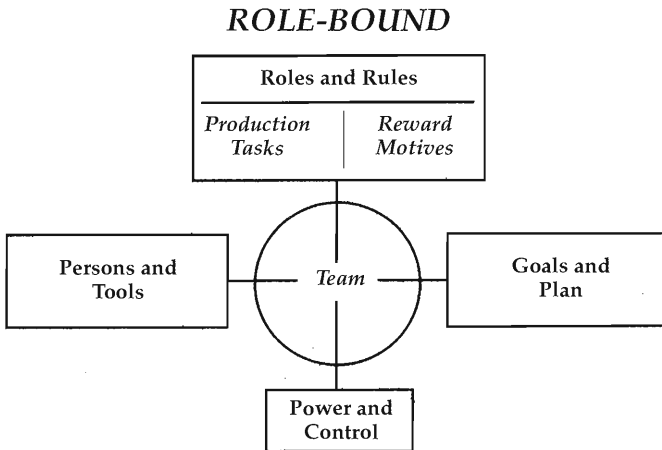 ROLE-BOUND
Roles and Rules
Production
Tasks
Reward
Motives
Persons and
Tools
Team
Goals and
Plan
Power and
Control